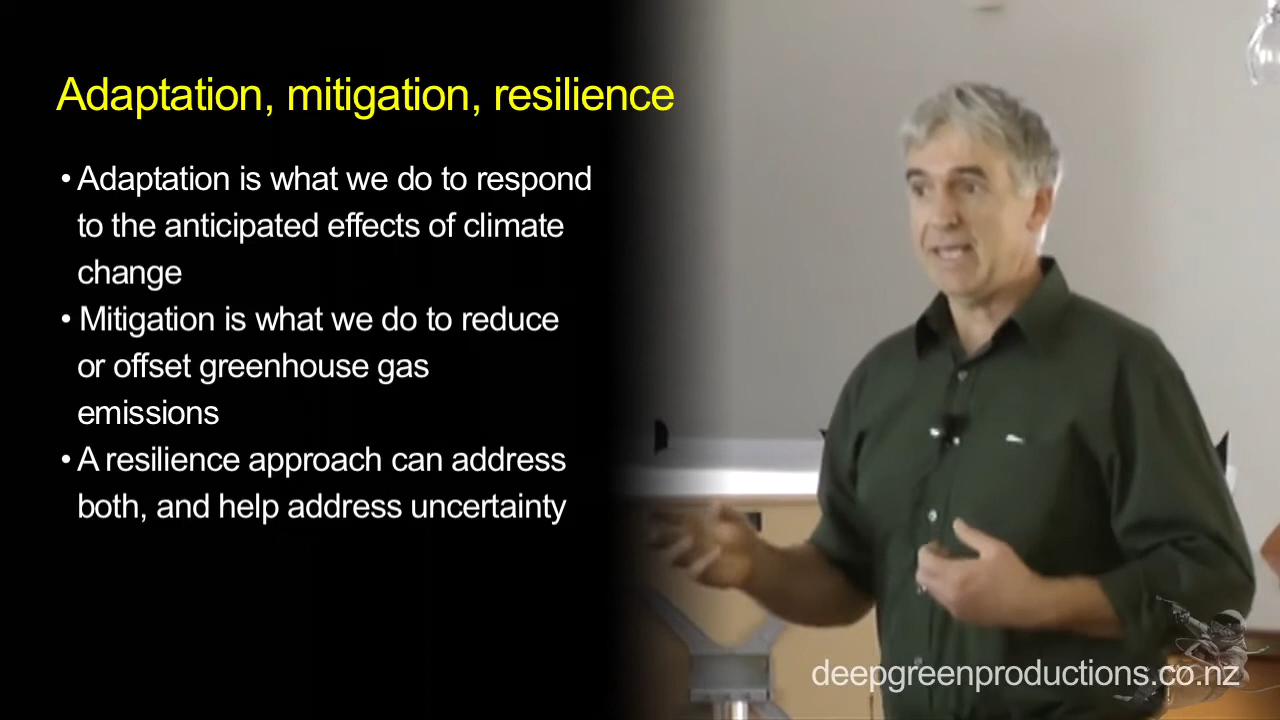 Adaptation, mitigation, resilience
• Adaptation is what we do to respond
to the anticipated effects of climate
change
• Mitigation is what we do to reduce
or offset greenhouse gas
emissions
• A resilience approach can address
both, and help address uncertainty
deepgreenproductions.co.nz